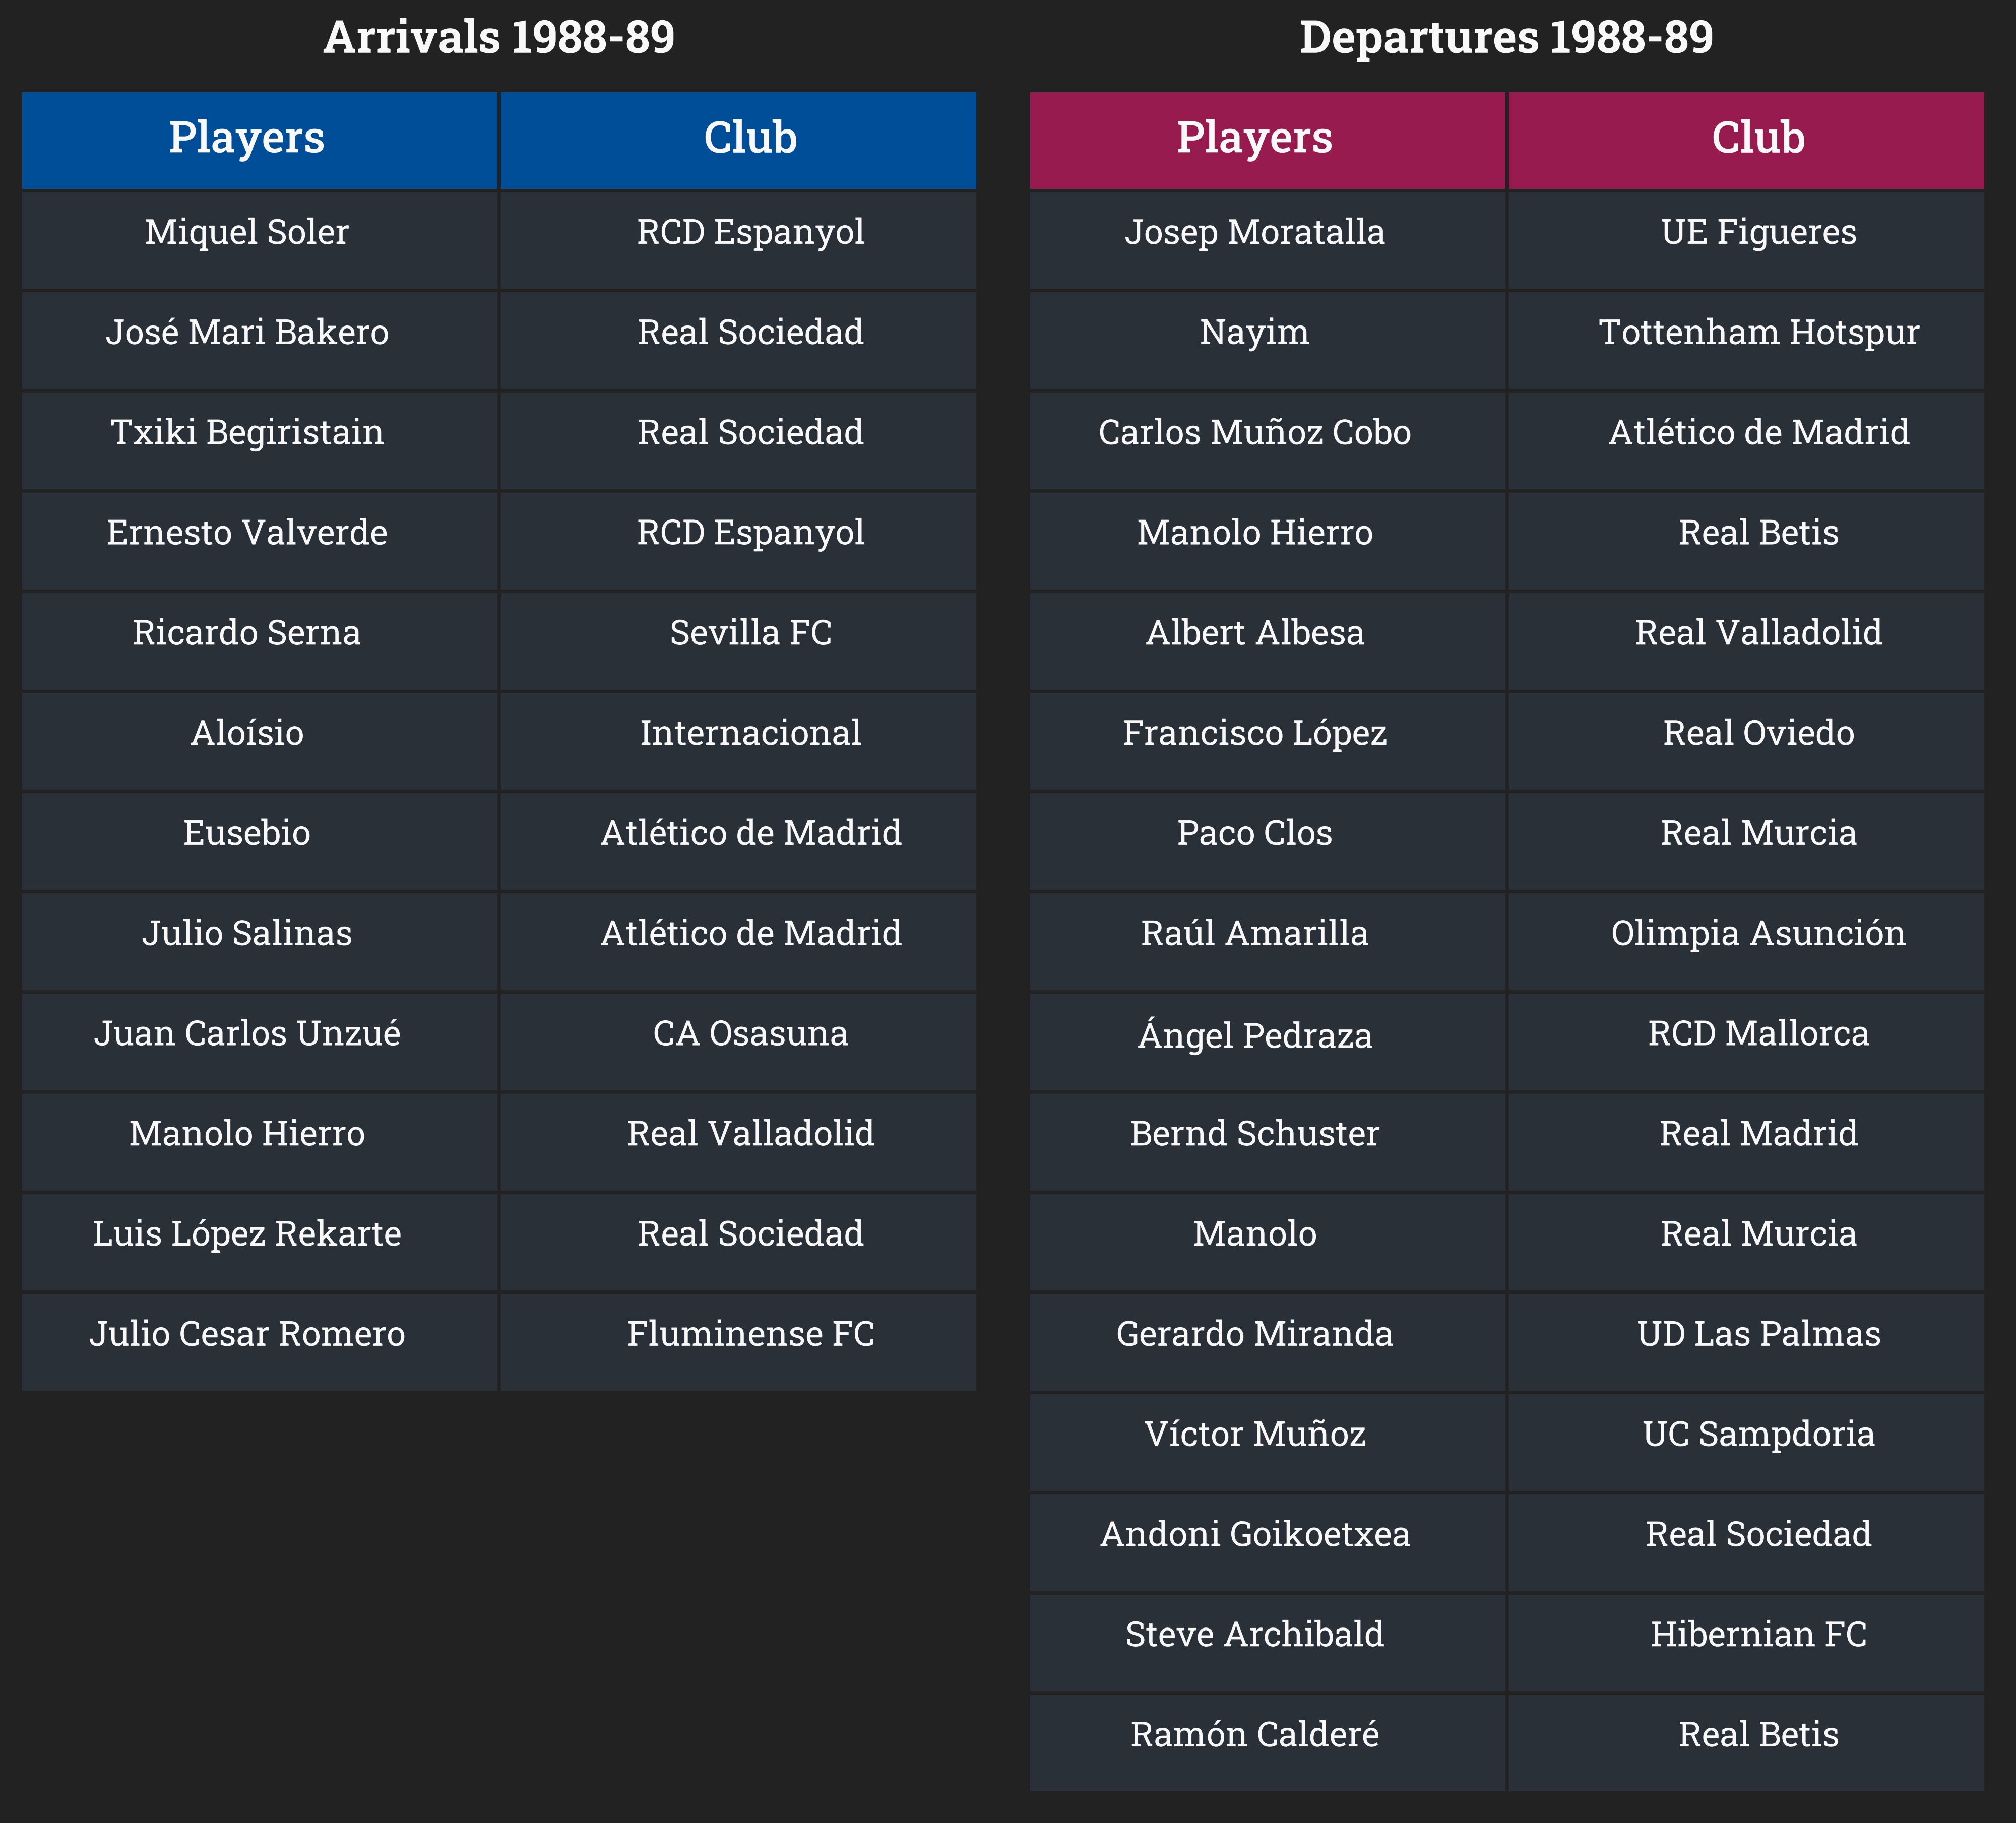 Arrivals 1988-89
Players Club
Miquel Soler RCD Espanyol
José Mari Bakero Real Sociedad
Txiki Begiristain Real Sociedad
Ernesto Valverde RCD Espanyol
Ricardo Serna Sevilla FC
Aloísio Internacional
Eusebio Atlético de Madrid
Julio Salinas Atlético de Madrid
Juan Carlos Unzué CA Osasuna
Manolo Hierro Real Valladolid
Luis López Rekarte Real Sociedad
Julio Cesar Romero Fluminense FC
Departures 1988-89
Players Club
Josep Moratalla UE Figueres
Nayim Tottenham Hotspur
Carlos Muñoz Cobo Atlético de Madrid
Manolo Hierro Real Betis
Albert Albesa Real Valladolid
Francisco López Real Oviedo
Paco Clos Real Murcia
Raúl Amarilla Olimpia Asunción
Ángel Pedraza RCD Mallorca
Bernd Schuster Real Madrid
Manolo Real Murcia
Gerardo Miranda UD Las Palmas
Víctor Muñoz UC Sampdoria
Andoni Goikoetxea Real Sociedad
Steve Archibald Hibernian FC
Ramón Calderé Real Betis